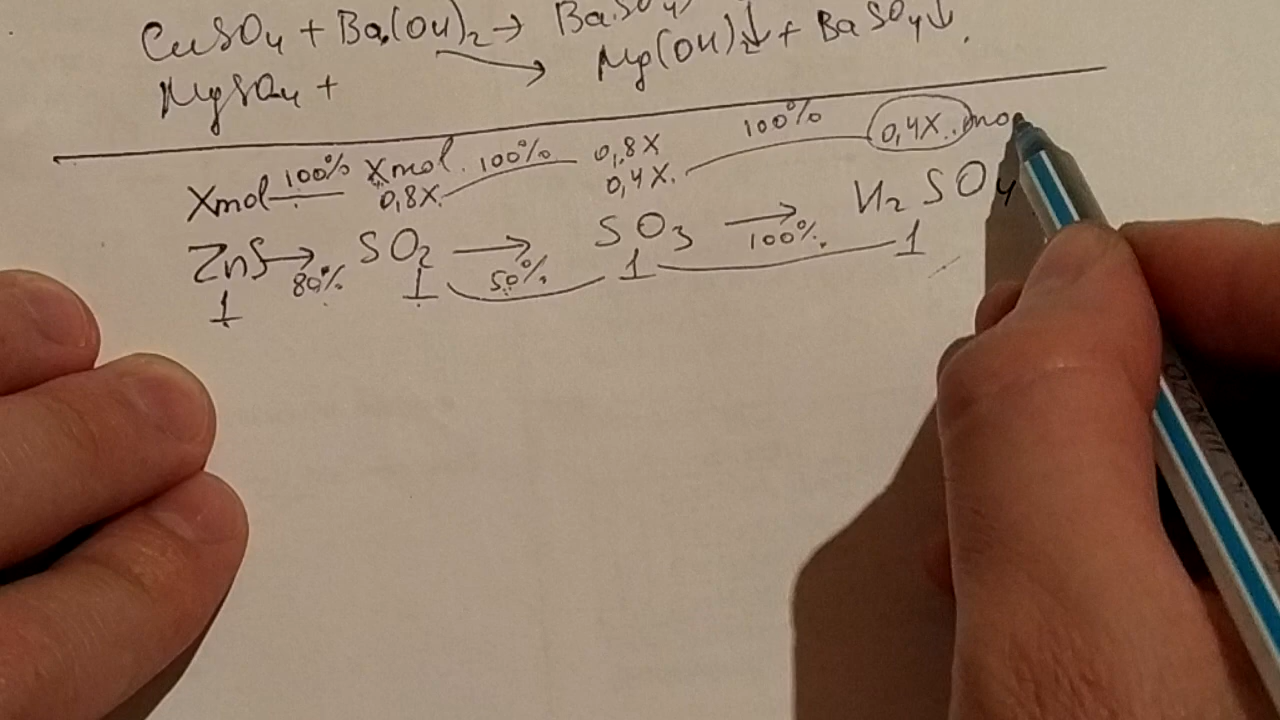 CuSO4 + Ba(OH)2 → BaSO4
MgSO4 + → Mg(OH)2↓ + BaSO4↓.
Xmol 100% Xmol. 100% 0,8X 100% 0,4X mo
0,8X. 0,4X.
ZnS → SO2 → SO3 → H2SO4
80% 50% 100%.
1 1 1 1